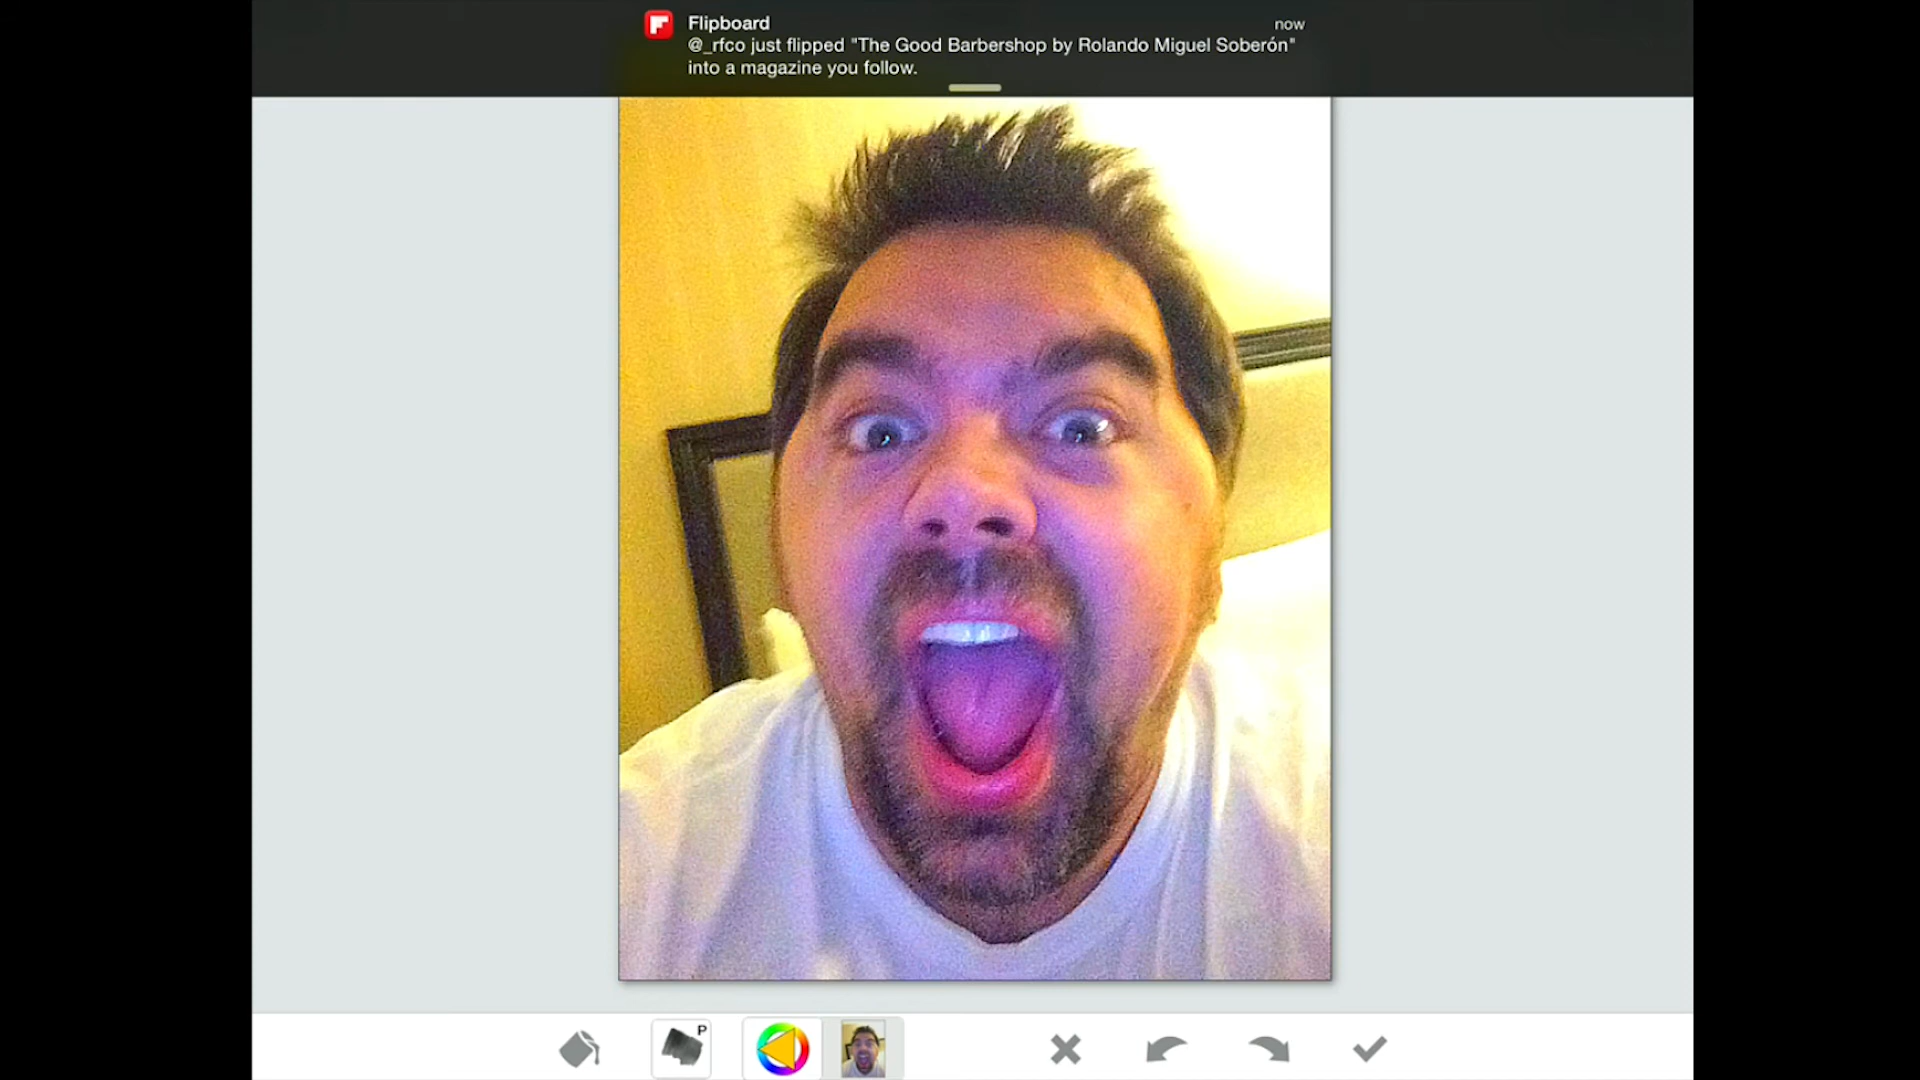 Flipboard
now
@_rfco just flipped "The Good Barbershop by Rolando Miguel Soberón"
into a magazine you follow.
P